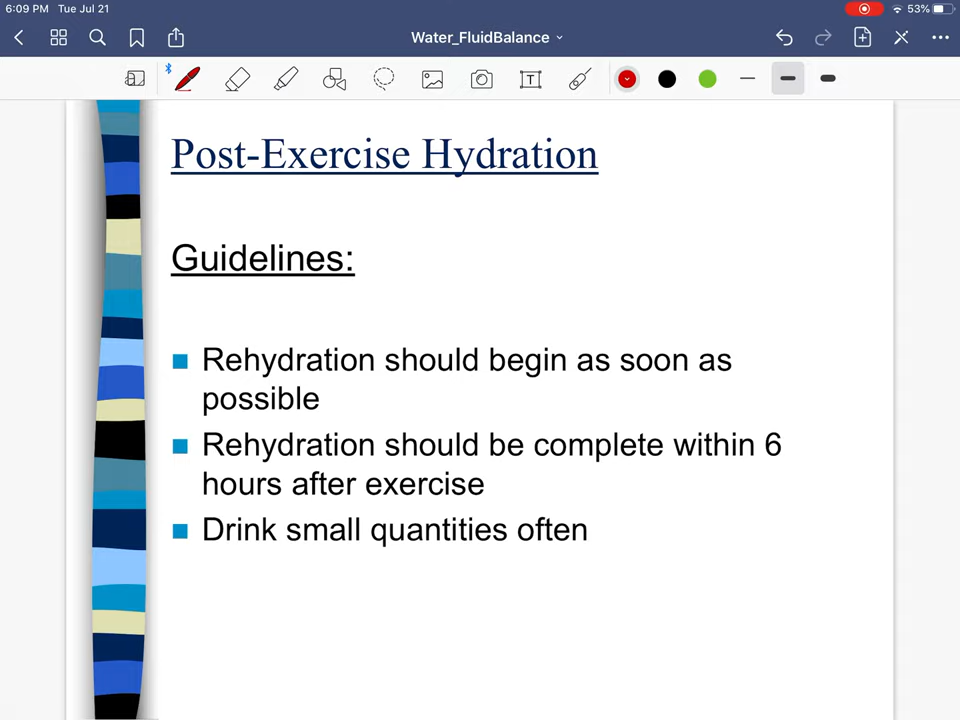 6:09 PM Tue Jul 21
53%
Water_FluidBalance
T
Post-Exercise Hydration
Guidelines:
Rehydration should begin as soon as
possible
Rehydration should be complete within 6
hours after exercise
Drink small quantities often